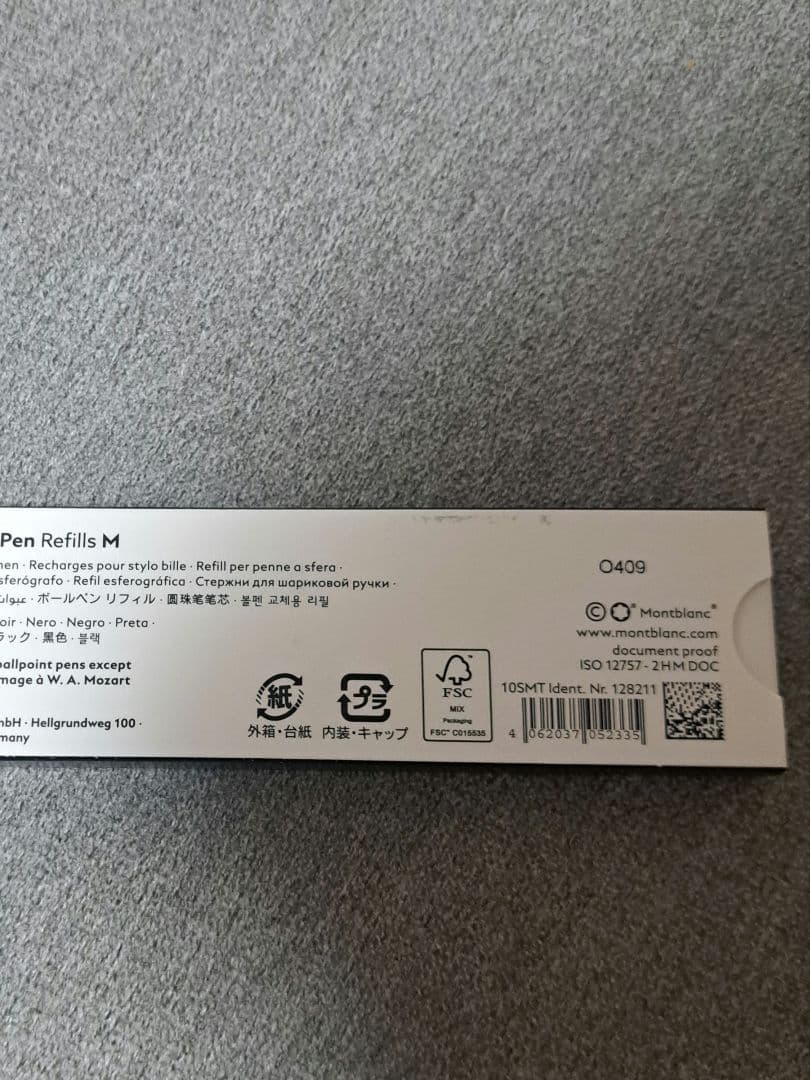 Pen Refills M
nen · Recharges pour stylo bille · Refill per penne a sfera ·
sferógrafo · Refil esferográfica · Стержни для шариковой ручки ·
ボールペン リフィル · 圆珠笔笔芯 · 볼펜 교체용 리필
oir · Nero · Negro · Preta ·
ラック · 黑色 · 블랙
ballpoint pens except
mage à W. A. Mozart
mbH · Hellgrundweg 100 ·
many
紙
外箱・台紙
プラ
内装・キャップ
FSC
MIX
Packaging
FSC™ C015535
O409
© Montblanc®
www.montblanc.com
document proof
ISO 12757 - 2 H M DOC
10SMT Ident. Nr. 128211
4 062037 052335